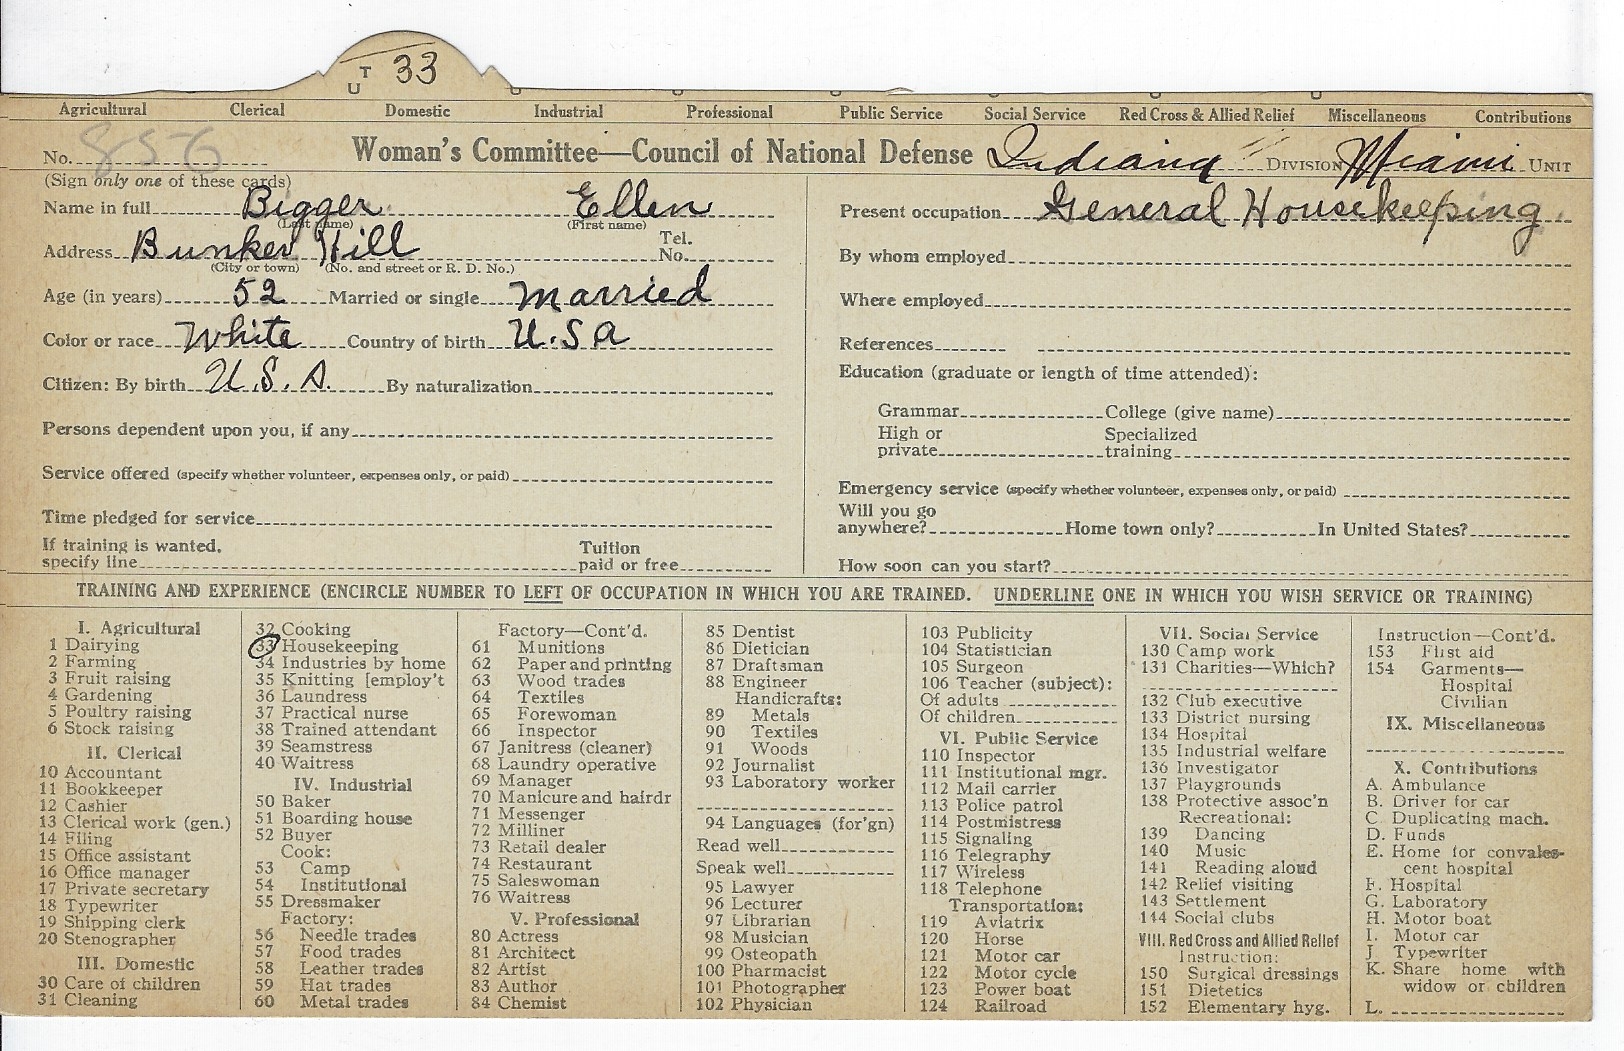 T
U 33
Agricultural Clerical Domestic Industrial Professional Public Service Social Service Red Cross & Allied Relief Miscellaneous Contributions
No. 856 Woman's Committee—Council of National Defense Indiana DIVISION Miami UNIT
(Sign only one of these cards)
Name in full Bigger Ellen
(Last name) (First name)
Address Bunker Hill Tel. No.
(City or town) (No. and street or R. D. No.)
Age (in years) 52 Married or single Married
Color or race White Country of birth U.S.A
Citizen: By birth U.S.A. By naturalization
Persons dependent upon you, if any
Service offered (specify whether volunteer, expenses only, or paid)
Time pledged for service
If training is wanted, specify line Tuition paid or free
Present occupation General Housekeeping.
By whom employed
Where employed
References
Education (graduate or length of time attended):
Grammar College (give name)
High or private Specialized training
Emergency service (specify whether volunteer, expenses only, or paid)
Will you go anywhere? Home town only? In United States?
How soon can you start?
TRAINING AND EXPERIENCE (ENCIRCLE NUMBER TO LEFT OF OCCUPATION IN WHICH YOU ARE TRAINED. UNDERLINE ONE IN WHICH YOU WISH SERVICE OR TRAINING)
I. Agricultural
1 Dairying
2 Farming
3 Fruit raising
4 Gardening
5 Poultry raising
6 Stock raising
II. Clerical
10 Accountant
11 Bookkeeper
12 Cashier
13 Clerical work (gen.)
14 Filing
15 Office assistant
16 Office manager
17 Private secretary
18 Typewriter
19 Shipping clerk
20 Stenographer
III. Domestic
30 Care of children
31 Cleaning
32 Cooking
33 Housekeeping
34 Industries by home
35 Knitting [employ't
36 Laundress
37 Practical nurse
38 Trained attendant
39 Seamstress
40 Waitress
IV. Industrial
50 Baker
51 Boarding house
52 Buyer
Cook:
53 Camp
54 Institutional
55 Dressmaker
Factory:
56 Needle trades
57 Food trades
58 Leather trades
59 Hat trades
60 Metal trades
Factory—Cont'd.
61 Munitions
62 Paper and printing
63 Wood trades
64 Textiles
65 Forewoman
66 Inspector
67 Janitress (cleaner)
68 Laundry operative
69 Manager
70 Manicure and hairdr
71 Messenger
72 Milliner
73 Retail dealer
74 Restaurant
75 Saleswoman
76 Waitress
V. Professional
80 Actress
81 Architect
82 Artist
83 Author
84 Chemist
85 Dentist
86 Dietician
87 Draftsman
88 Engineer
Handicrafts:
89 Metals
90 Textiles
91 Woods
92 Journalist
93 Laboratory worker
94 Languages (for'gn)
Read well
Speak well
95 Lawyer
96 Lecturer
97 Librarian
98 Musician
99 Osteopath
100 Pharmacist
101 Photographer
102 Physician
103 Publicity
104 Statistician
105 Surgeon
106 Teacher (subject):
Of adults
Of children
VI. Public Service
110 Inspector
111 Institutional mgr.
112 Mail carrier
113 Police patrol
114 Postmistress
115 Signaling
116 Telegraphy
117 Wireless
118 Telephone
Transportation:
119 Aviatrix
120 Horse
121 Motor car
122 Motor cycle
123 Power boat
124 Railroad
VII. Social Service
130 Camp work
131 Charities—Which?
132 Club executive
133 District nursing
134 Hospital
135 Industrial welfare
136 Investigator
137 Playgrounds
138 Protective assoc'n
Recreational:
139 Dancing
140 Music
141 Reading aloud
142 Relief visiting
143 Settlement
144 Social clubs
VIII. Red Cross and Allied Relief
Instruction:
150 Surgical dressings
151 Dietetics
152 Elementary hyg.
Instruction—Cont'd.
153 First aid
154 Garments—
Hospital
Civilian
IX. Miscellaneous
X. Contributions
A. Ambulance
B. Driver for car
C. Duplicating mach.
D. Funds
E. Home for convales-
cent hospital
F. Hospital
G. Laboratory
H. Motor boat
I. Motor car
J Typewriter
K. Share home with
widow or children
L.